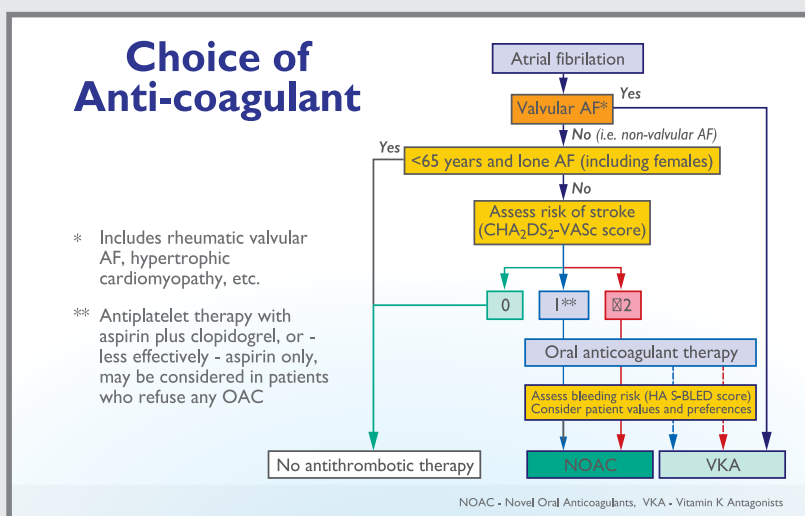 Choice of
Anti-coagulant
Atrial fibrilation
Valvular AF*
Yes
No (i.e. non-valvular AF)
Yes
<65 years and lone AF (including females)
No
Assess risk of stroke
(CHA₂DS₂-VASc score)
* Includes rheumatic valvular
AF, hypertrophic
cardiomyopathy, etc.
** Antiplatelet therapy with
aspirin plus clopidogrel, or -
less effectively - aspirin only,
may be considered in patients
who refuse any OAC
0
1**
2
Oral anticoagulant therapy
Assess bleeding risk (HA S-BLED score)
Consider patient values and preferences
No antithrombotic therapy
NOAC
VKA
NOAC - Novel Oral Anticoagulants, VKA - Vitamin K Antagonists